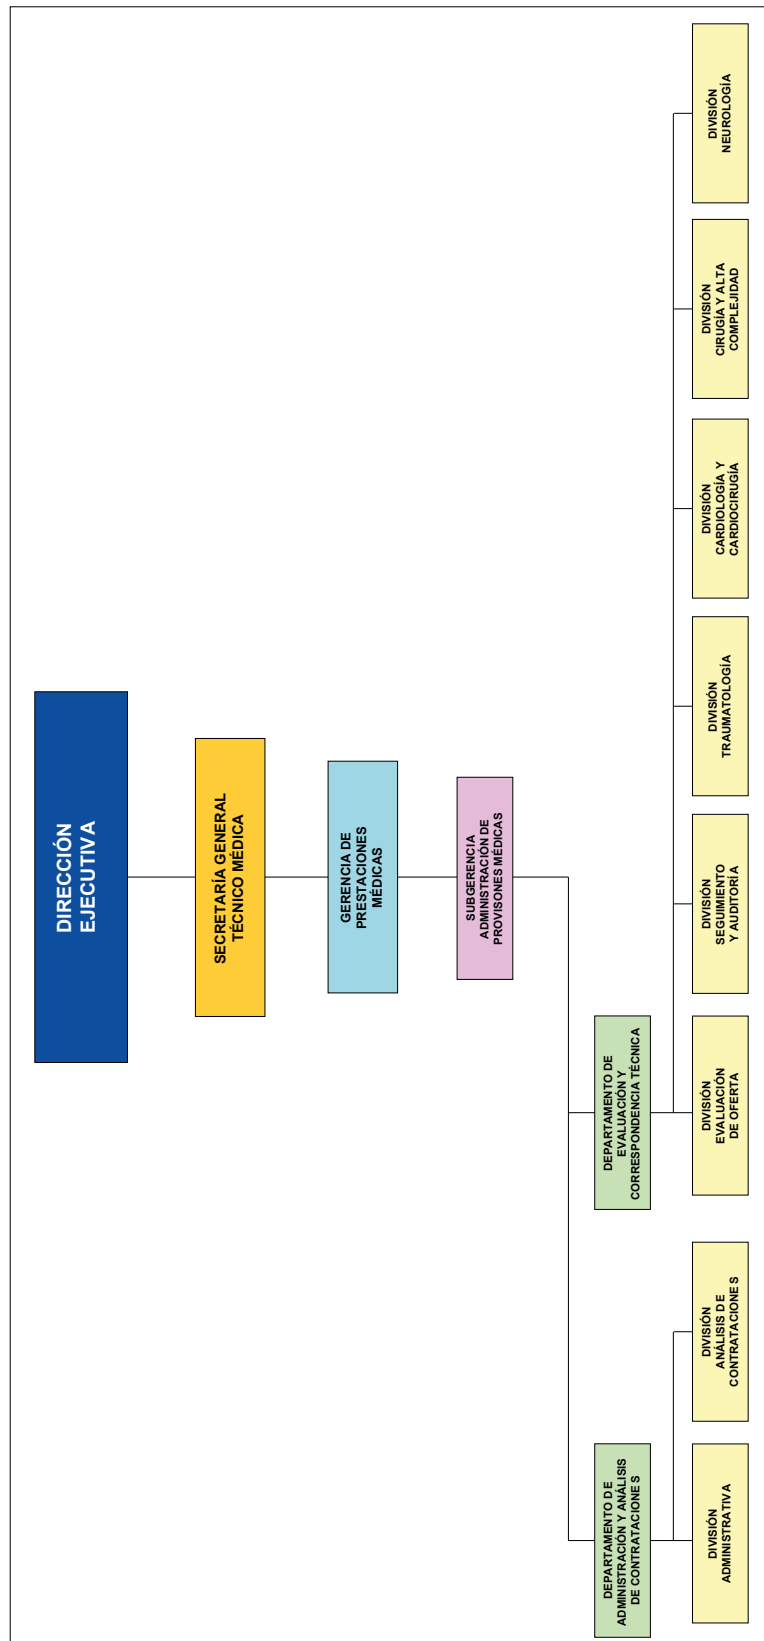 DIRECCIÓN
EJECUTIVA
SECRETARÍA GENERAL
TÉCNICO MÉDICA
GERENCIA DE
PRESTACIONES
MÉDICAS
SUBGERENCIA
ADMINISTRACIÓN DE
PROVISONES MÉDICAS
DEPARTAMENTO DE
ADMINISTRACIÓN Y ANÁLISIS
DE CONTRATACIONES
DEPARTAMENTO DE
EVALUACIÓN Y
CORRESPONDENCIA TÉCNICA
DIVISIÓN
ADMINISTRATIVA
DIVISIÓN
ANÁLISIS DE
CONTRATACIONES
DIVISIÓN
EVALUACIÓN
DE OFERTA
DIVISIÓN
SEGUIMIENTO
Y AUDITORÍA
DIVISIÓN
TRAUMATOLOGÍA
DIVISIÓN
CARDIOLOGÍA Y
CARDIOCIRUGÍA
DIVISIÓN
CIRUGÍA Y ALTA
COMPLEJIDAD
DIVISIÓN
NEUROLOGÍA